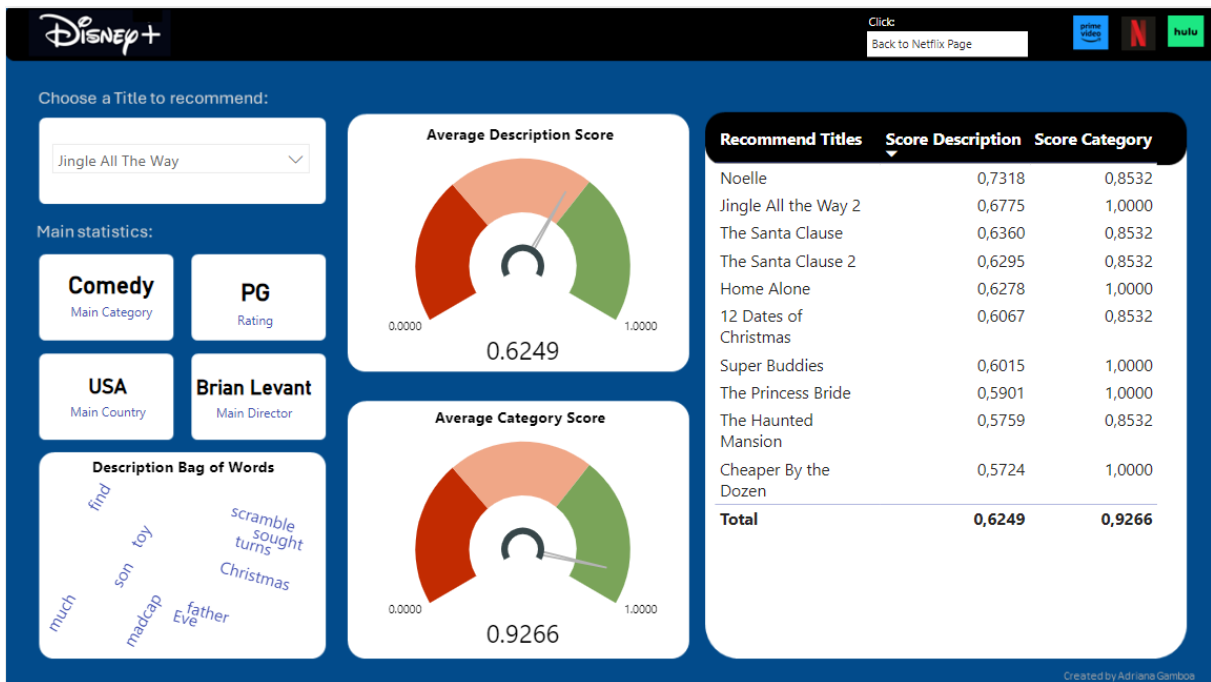 Disney+
Click:
Back to Netflix Page
prime
video
N
hulu
Choose a Title to recommend:
Jingle All The Way
Main statistics:
Comedy
Main Category
PG
Rating
USA
Main Country
Brian Levant
Main Director
Description Bag of Words
find
scramble
sought
toy
turns
son
Christmas
much
madcap
father
Eve
Average Description Score
0.0000
1.0000
0.6249
Average Category Score
0.0000
1.0000
0.9266
Recommend Titles Score Description Score Category
Noelle 0,7318 0,8532
Jingle All the Way 2 0,6775 1,0000
The Santa Clause 0,6360 0,8532
The Santa Clause 2 0,6295 0,8532
Home Alone 0,6278 1,0000
12 Dates of 0,6067 0,8532
Christmas
Super Buddies 0,6015 1,0000
The Princess Bride 0,5901 1,0000
The Haunted 0,5759 0,8532
Mansion
Cheaper By the 0,5724 1,0000
Dozen
Total 0,6249 0,9266
Created by Adriana Gamboa